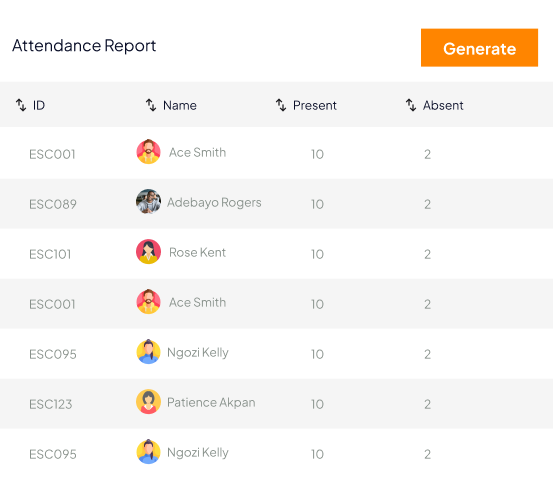 Attendance Report
Generate
ID Name Present Absent
ESC001 Ace Smith 10 2
ESC089 Adebayo Rogers 10 2
ESC101 Rose Kent 10 2
ESC001 Ace Smith 10 2
ESC095 Ngozi Kelly 10 2
ESC123 Patience Akpan 10 2
ESC095 Ngozi Kelly 10 2